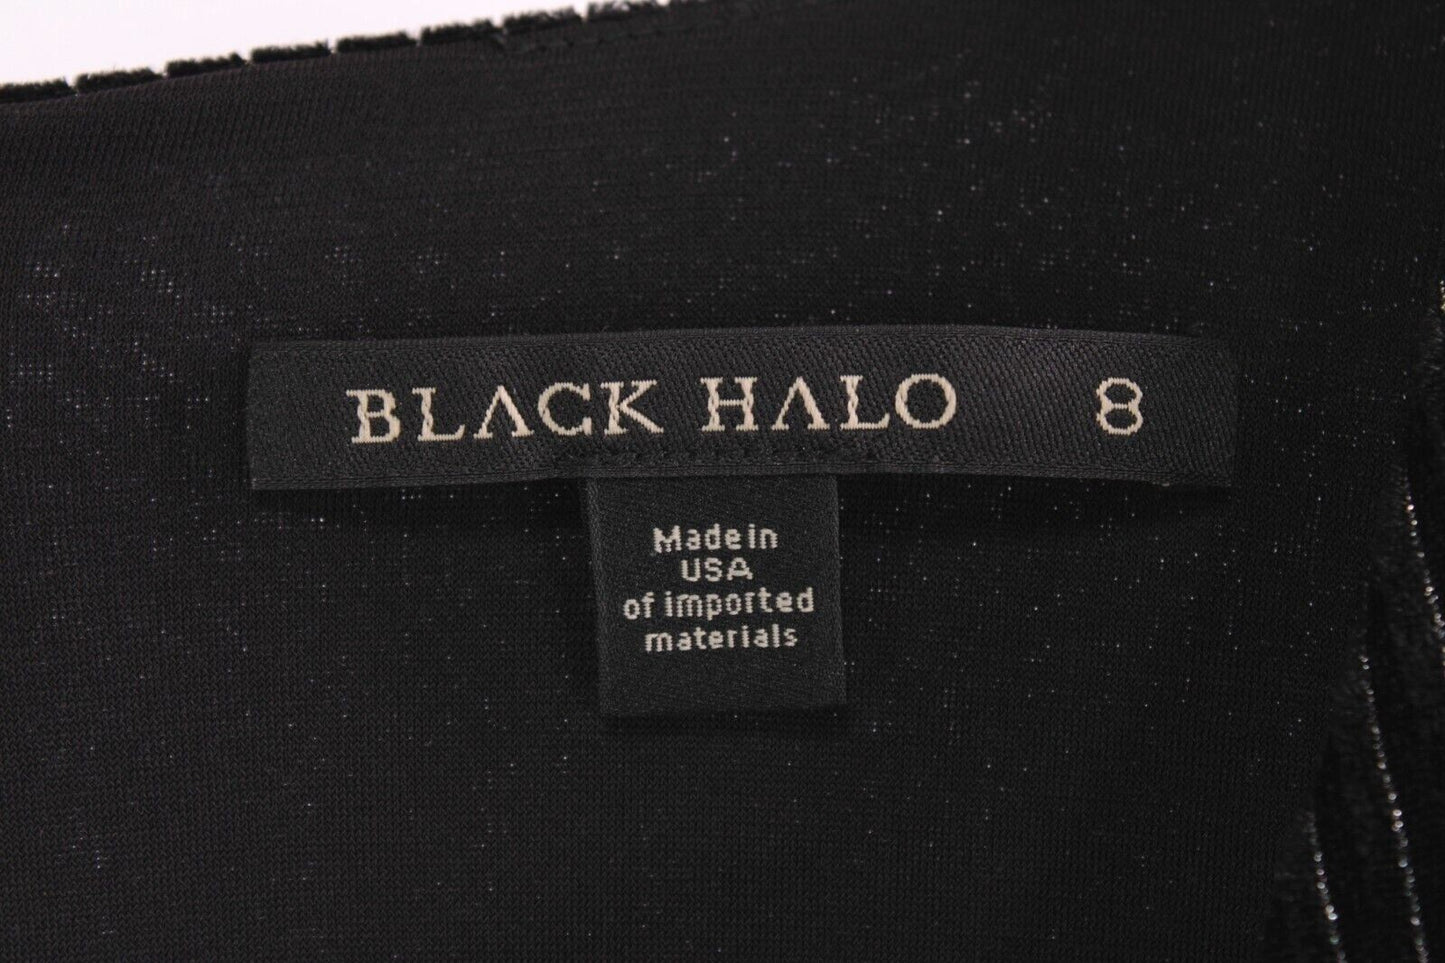 BLACK HALO 8
Made in
USA
of imported
materials